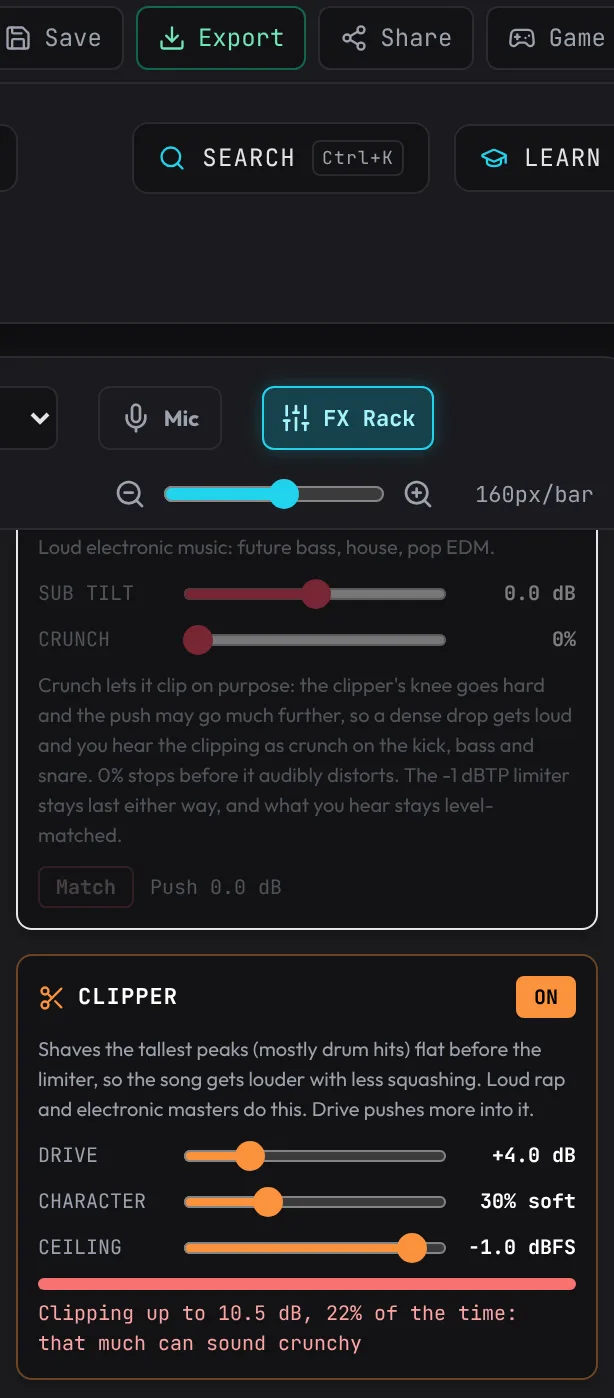 Save
Export
Share
Game
SEARCH Ctrl+K
LEARN
Mic
FX Rack
160px/bar
Loud electronic music: future bass, house, pop EDM.
SUB TILT 0.0 dB
CRUNCH 0%
Crunch lets it clip on purpose: the clipper's knee goes hard
and the push may go much further, so a dense drop gets loud
and you hear the clipping as crunch on the kick, bass and
snare. 0% stops before it audibly distorts. The -1 dBTP limiter
stays last either way, and what you hear stays level-
matched.
Match Push 0.0 dB
CLIPPER ON
Shaves the tallest peaks (mostly drum hits) flat before the
limiter, so the song gets louder with less squashing. Loud rap
and electronic masters do this. Drive pushes more into it.
DRIVE +4.0 dB
CHARACTER 30% soft
CEILING -1.0 dBFS
Clipping up to 10.5 dB, 22% of the time:
that much can sound crunchy